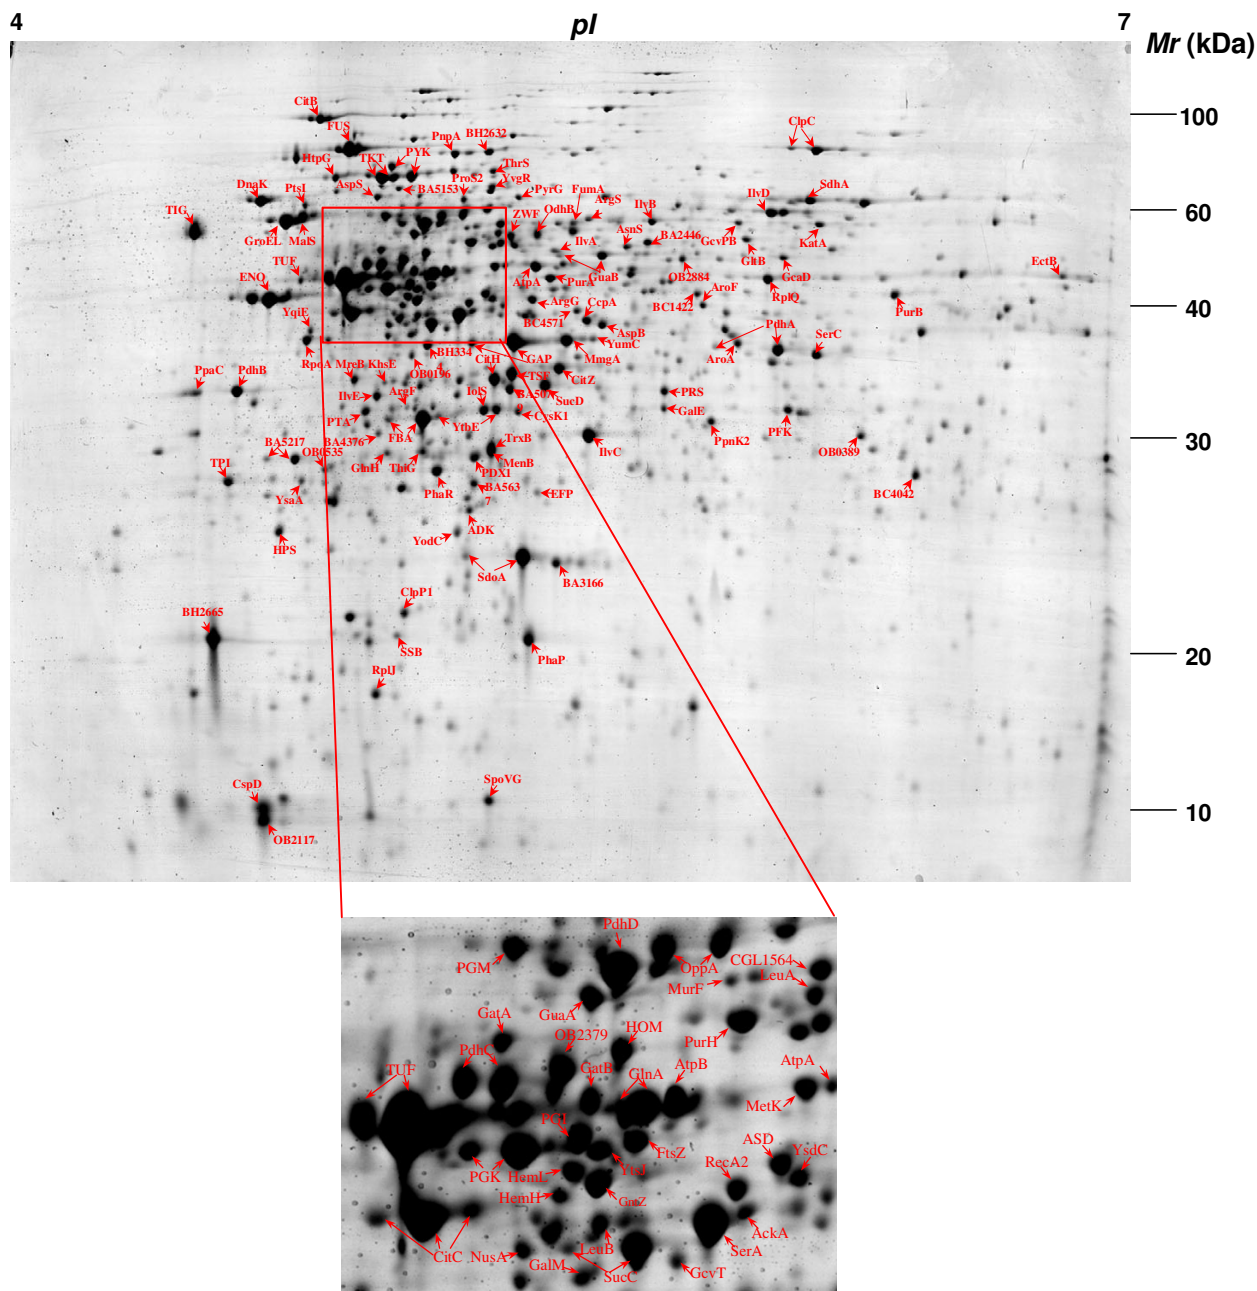 4
pI
7
Mr (kDa)
CitB
100
FUS
PnpA
BH2632
ClpC
HtpG
TKT
PYK
ThrS
DnaK
PtsI
AspS
BA5153
ProS2
YvgR
PyrG
FumA
ArgS
IlvB
IlvD
SdhA
60
TIG
GroEL
MalS
ZWF
OdhB
IlvA
AsnS
BA2446
GcvPB
KatA
GltB
TUF
ENO
AtpA
PurA
GuaB
OB2884
GcaD
EctB
ArgG
CcpA
BC1422
AroF
RplQ
PurB
40
YqiE
BC4571
AspB
YumC
PdhA
AroA
SerC
RpoA
BH334
GAP
MmgA
PpaC
PdhB
MreB
KhsE
OB0196
4
CitH
TSF
CitZ
IlvE
ArgF
IolS
BA50
SucD
PRS
PTA
FBA
YtbE
CysK1
GalE
PpnK2
PFK
30
BA4376
BA5217
OB0535
TrxB
IlvC
OB0389
TPI
GlnH
ThiG
MenB
PDX1
YsaA
PhaR
BA563
7
EFP
BC4042
HPS
YodC
ADK
SdoA
BA3166
ClpP1
BH2665
SSB
PhaP
20
RplJ
CspD
SpoVG
10
OB2117
PdhD
PGM
OppA
CGL1564
MurF
LeuA
GuaA
GatA
OB2379
HOM
PurH
PdhC
TUF
GatB
GlnA
AtpB
AtpA
MetK
PGI
PGK
HemL
YtsJ
FtsZ
ASD
YsdC
RecA2
HemH
CitC
NusA
LeuB
SerA
AckA
GalM
SucC
GcvT